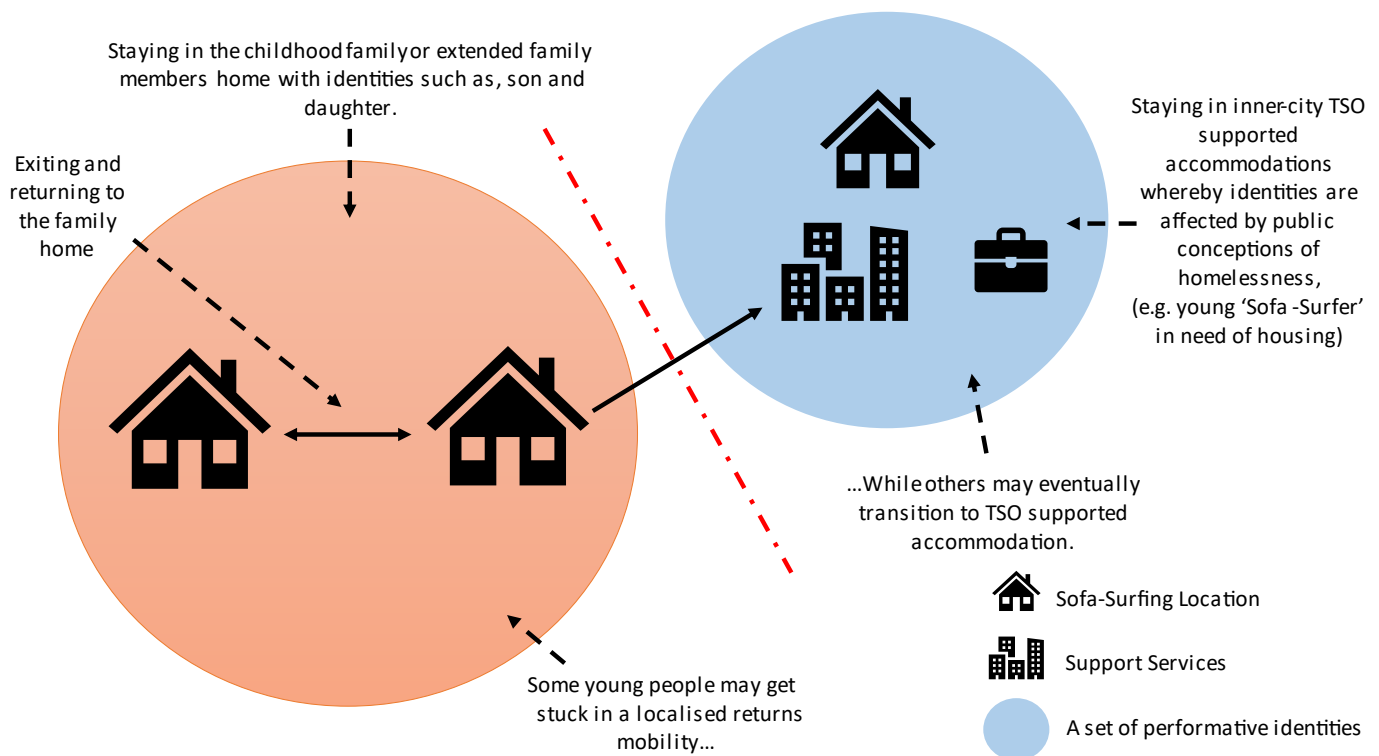 Staying in the childhood family or extended family
members home with identities such as, son and
daughter.
Exiting and
returning to
the family
home
Staying in inner-city TSO
supported
accommodations
whereby identities are
affected by public
conceptions of
homelessness,
(e.g. young ‘Sofa -Surfer’
in need of housing)
...While others may eventually
transition to TSO supported
accommodation.
Some young people may get
stuck in a localised returns
mobility...
Sofa-Surfing Location
Support Services
A set of performative identities